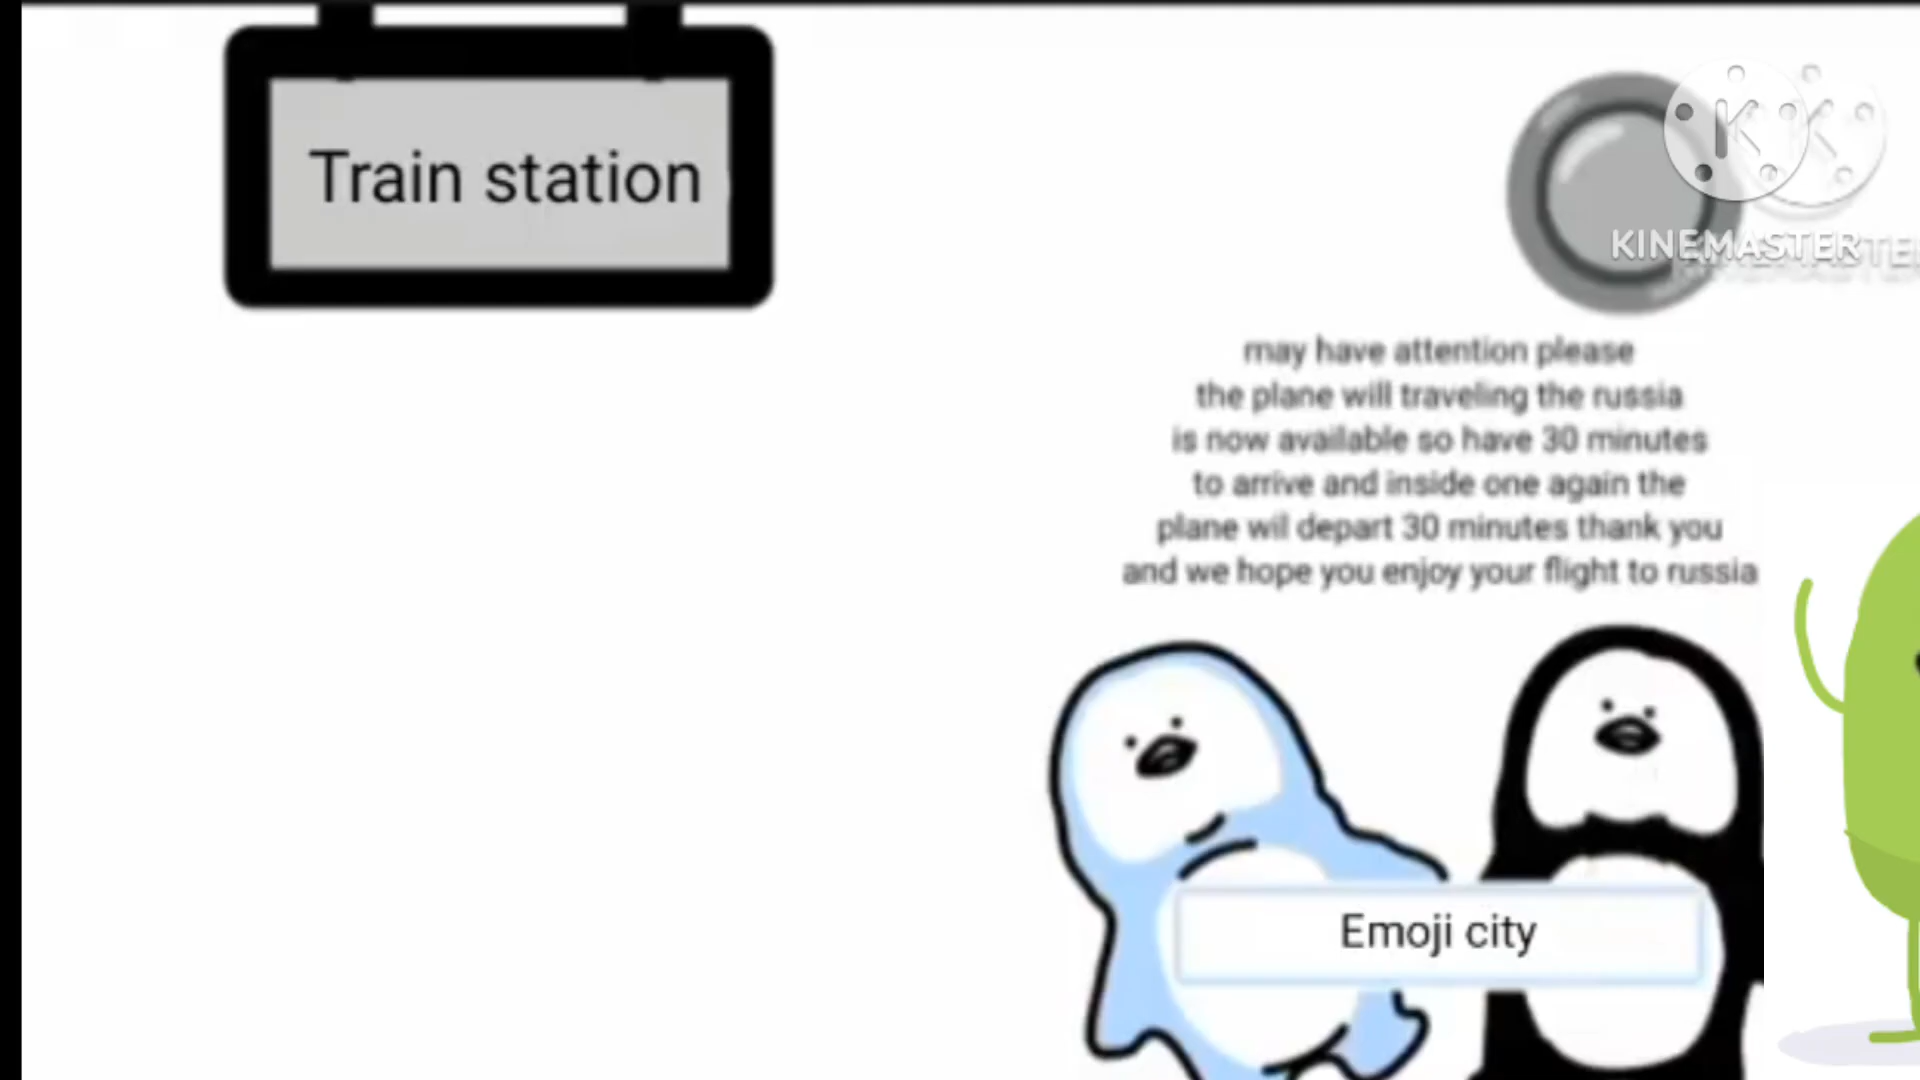 Train station
KINEMASTER
may have attention please
the plane will traveling the russia
is now available so have 30 minutes
to arrive and inside one again the
plane wil depart 30 minutes thank you
and we hope you enjoy your flight to russia
Emoji city